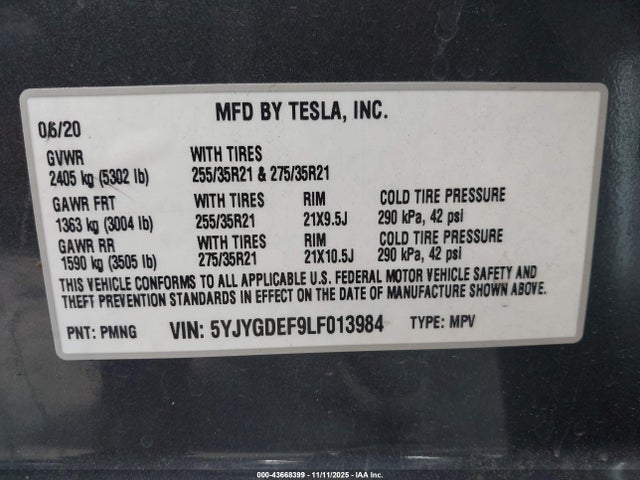 MFD BY TESLA, INC.
06/20
GVWR WITH TIRES
2405 kg (5302 lb) 255/35R21 & 275/35R21
GAWR FRT WITH TIRES RIM COLD TIRE PRESSURE
1363 kg (3004 lb) 255/35R21 21X9.5J 290 kPa, 42 psi
GAWR RR WITH TIRES RIM COLD TIRE PRESSURE
1590 kg (3505 lb) 275/35R21 21X10.5J 290 kPa, 42 psi
THIS VEHICLE CONFORMS TO ALL APPLICABLE U.S. FEDERAL MOTOR VEHICLE SAFETY AND
THEFT PREVENTION STANDARDS IN EFFECT ON THE DATE OF MANUFACTURE SHOWN ABOVE.
PNT: PMNG VIN: 5YJYGDEF9LF013984 TYPE: MPV
000-43668399 - 11/11/2025 - IAA Inc.